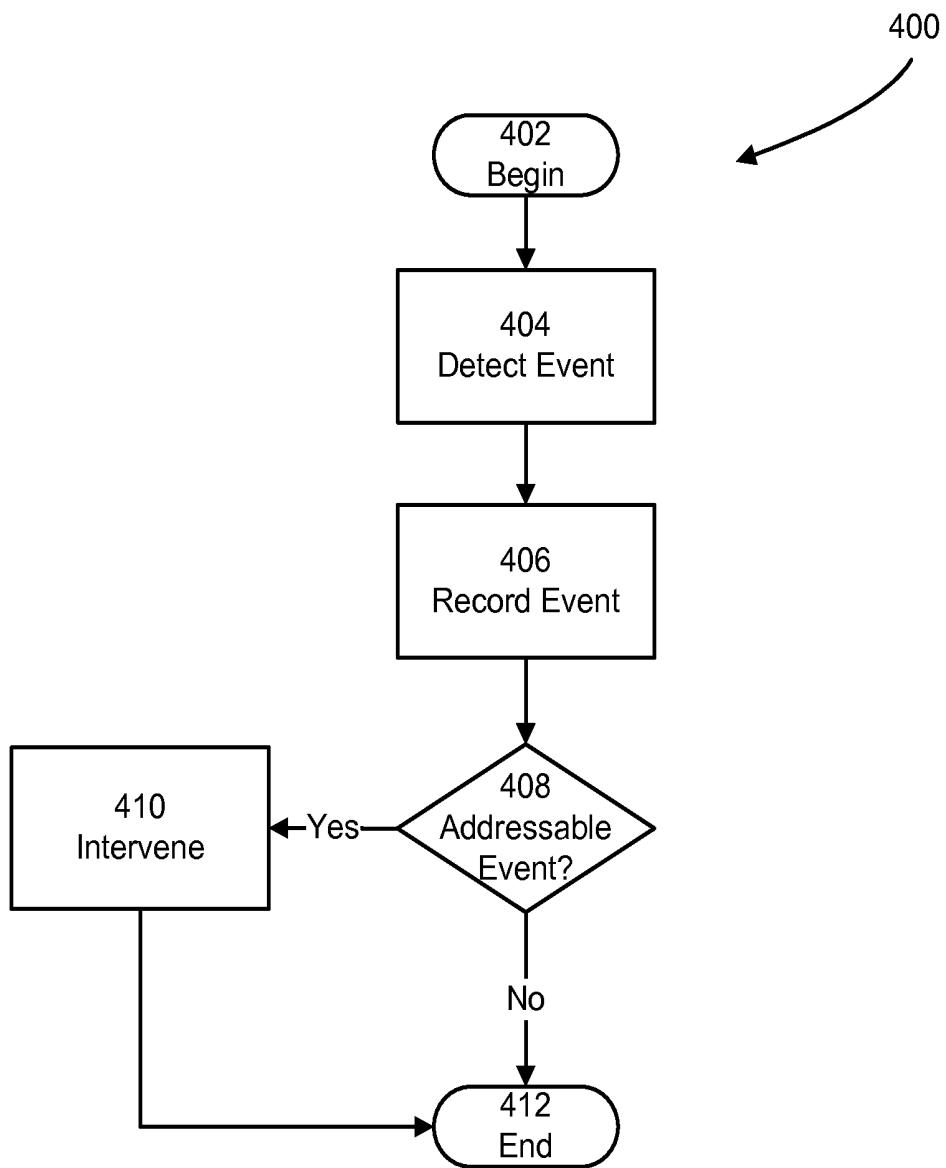 400
402
Begin
404
Detect Event
406
Record Event
408
Addressable
Event?
Yes
410
Intervene
No
412
End